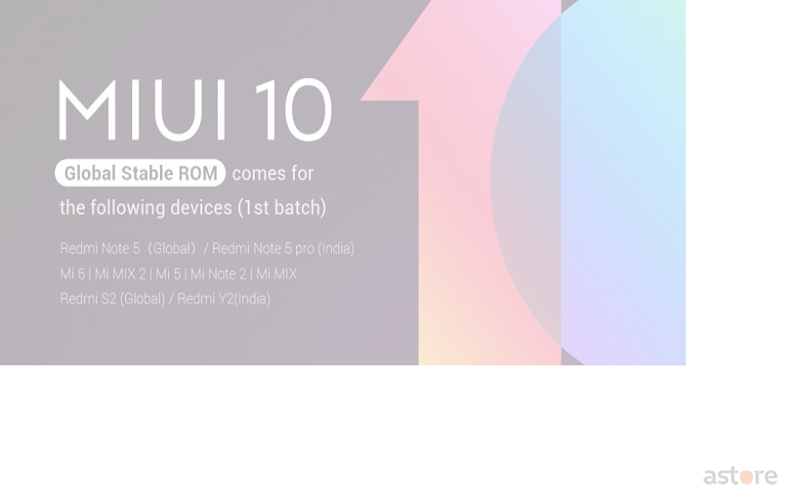 MIUI 10
Global Stable ROM comes for
the following devices (1st batch)
Redmi Note 5（Global）/ Redmi Note 5 pro (India)
Mi 6 | Mi MIX 2 | Mi 5 | Mi Note 2 | Mi MIX
Redmi S2 (Global) / Redmi Y2(India)
10
astore